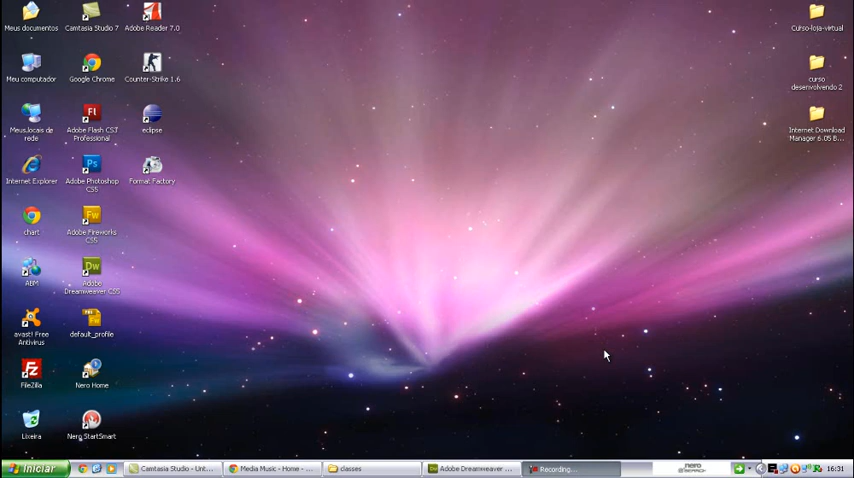 Meus documentos
Camtasia Studio 7
Adobe Reader 7.0
Curso-loja-virtual
Meu computador
Google Chrome
Counter-Strike 1.6
curso
desenvolvendo 2
Meus locais de
rede
Adobe Flash CS3
Professional
eclipse
Internet Download
Manager 6.05 B...
Internet Explorer
Adobe Photoshop
CS5
Format Factory
chart
Adobe Fireworks
CS5
ABM
Adobe
Dreamweaver CS5
avast! Free
Antivirus
default_profile
FileZilla
Nero Home
Lixeira
Nero StartSmart
Iniciar
Camtasia Studio - Unt...
Media Music - Home - ...
classes
Adobe Dreamweaver ...
Recording...
nero
SEARCH
16:31